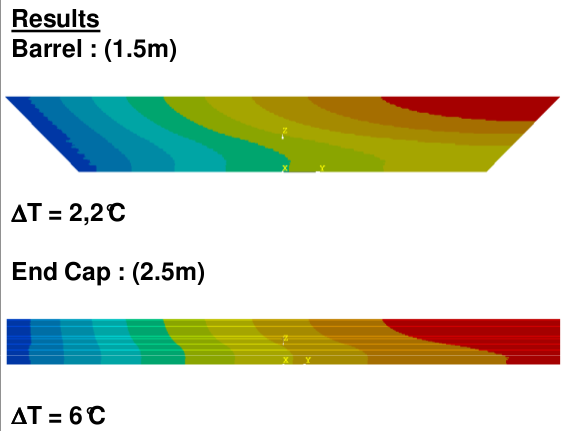 Results
Barrel : (1.5m)
Z
X Y
ΔT = 2,2°C
End Cap : (2.5m)
Z
X Y
ΔT = 6°C